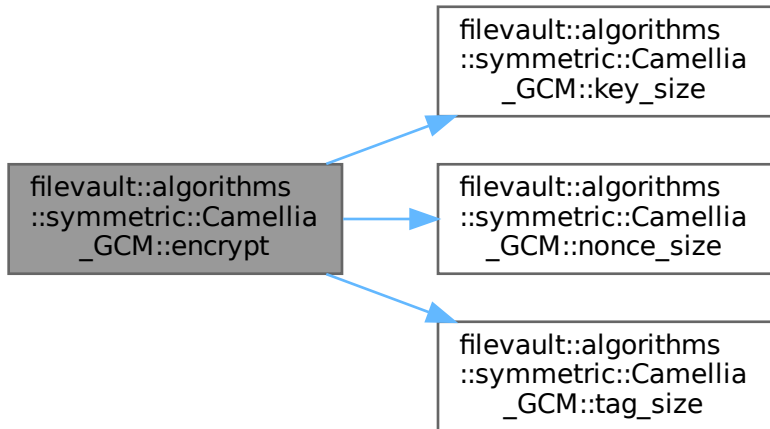 filevault::algorithms
::symmetric::Camellia
_GCM::encrypt
filevault::algorithms
::symmetric::Camellia
_GCM::key_size
filevault::algorithms
::symmetric::Camellia
_GCM::nonce_size
filevault::algorithms
::symmetric::Camellia
_GCM::tag_size